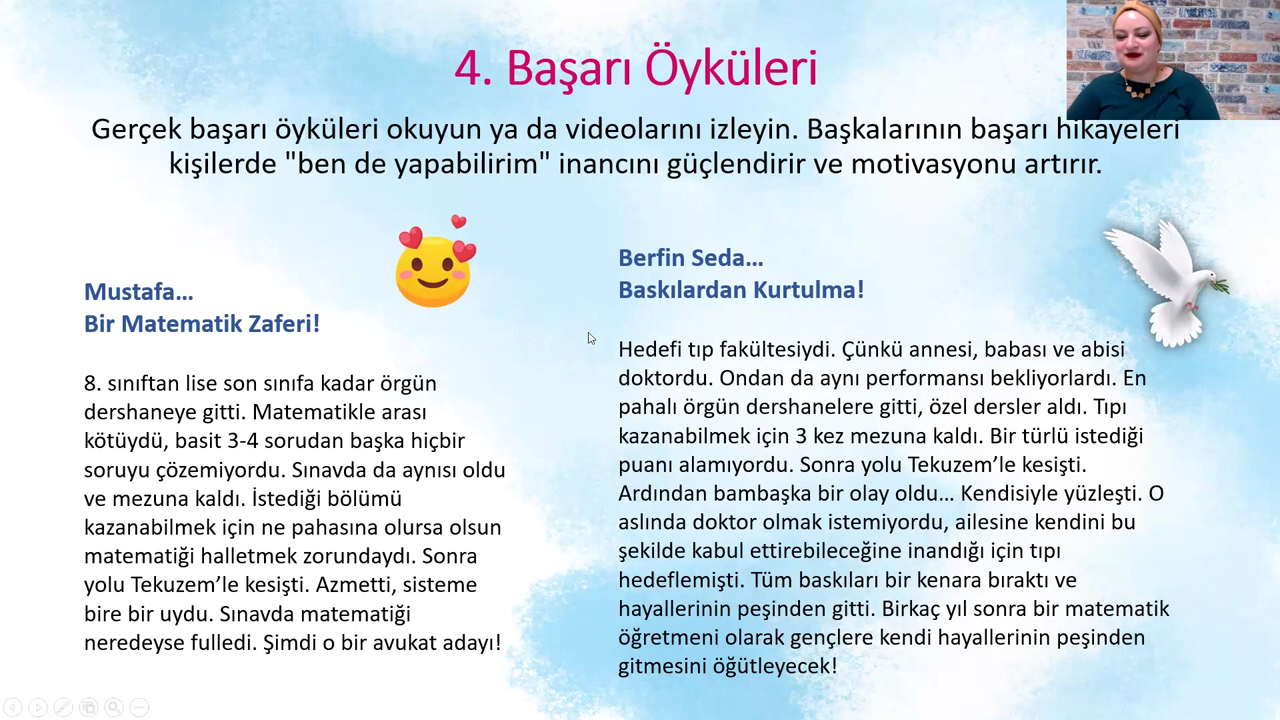 4. Başarı Öyküleri
Gerçek başarı öyküleri okuyun ya da videolarını izleyin. Başkalarının başarı hikayeleri
kişilerde "ben de yapabilirim" inancını güçlendirir ve motivasyonu artırır.
Mustafa...
Bir Matematik Zaferi!
8. sınıftan lise son sınıfa kadar örgün
dershaneye gitti. Matematikle arası
kötüydü, basit 3-4 sorudan başka hiçbir
soruyu çözemiyordu. Sınavda da aynısı oldu
ve mezuna kaldı. İstediği bölümü
kazanabilmek için ne pahasına olursa olsun
matematiği halletmek zorundaydı. Sonra
yolu Tekuzem’le kesişti. Azmetti, sisteme
bire bir uydu. Sınavda matematiği
neredeyse fulledi. Şimdi o bir avukat adayı!
Berfin Seda...
Baskılardan Kurtulma!
Hedefi tıp fakültesiydi. Çünkü annesi, babası ve abisi
doktordu. Ondan da aynı performansı bekliyorlardı. En
pahalı örgün dershanelere gitti, özel dersler aldı. Tıpı
kazanabilmek için 3 kez mezuna kaldı. Bir türlü istediği
puanı alamıyordu. Sonra yolu Tekuzem’le kesişti.
Ardından bambaşka bir olay oldu... Kendisiyle yüzleşti. O
aslında doktor olmak istemiyordu, ailesine kendini bu
şekilde kabul ettirebileceğine inandığı için tıpı
hedeflemişti. Tüm baskıları bir kenara bıraktı ve
hayallerinin peşinden gitti. Birkaç yıl sonra bir matematik
öğretmeni olarak gençlere kendi hayallerinin peşinden
gitmesini öğütleyecek!